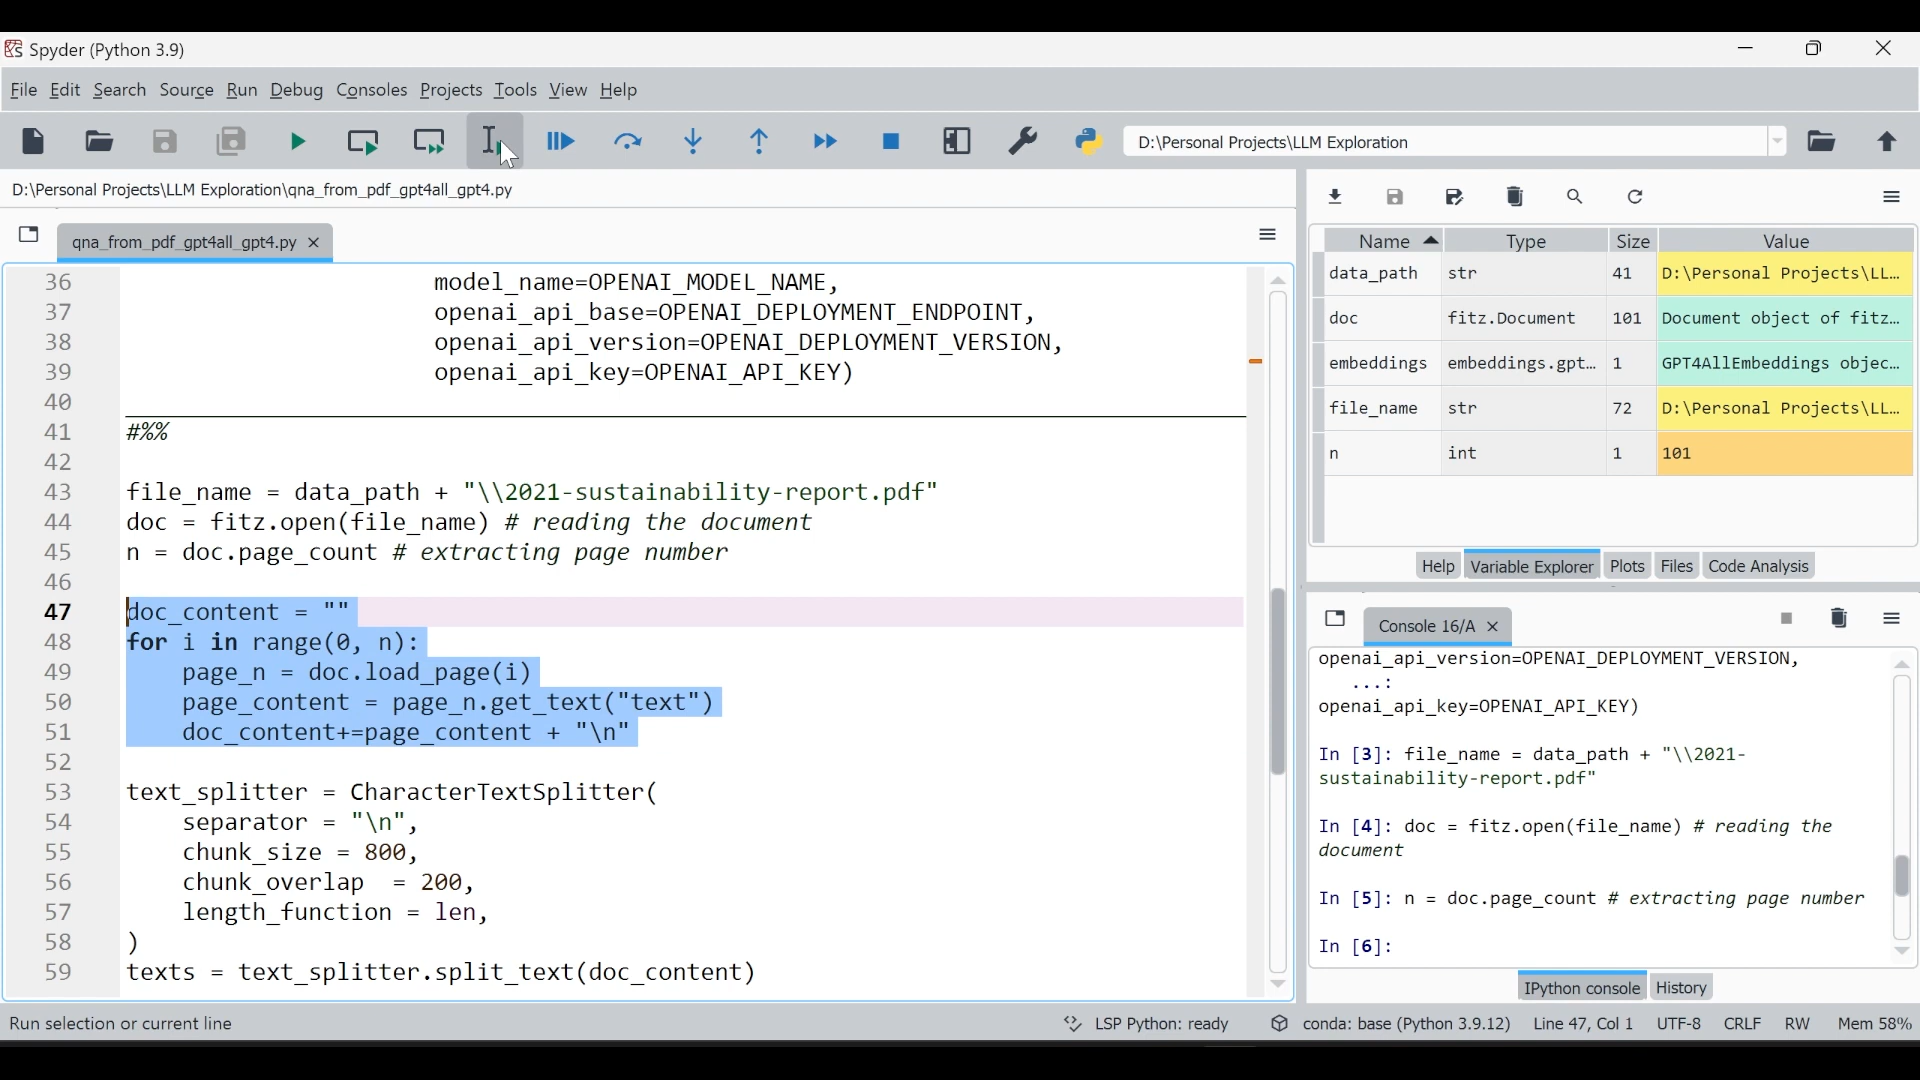 Spyder (Python 3.9)
File Edit Search Source Run Debug Consoles Projects Tools View Help
D:\Personal Projects\LLM Exploration
D:\Personal Projects\LLM Exploration\qna_from_pdf_gpt4all_gpt4.py
qna_from_pdf_gpt4all_gpt4.py
36 model_name=OPENAI_MODEL_NAME,
37 openai_api_base=OPENAI_DEPLOYMENT_ENDPOINT,
38 openai_api_version=OPENAI_DEPLOYMENT_VERSION,
39 openai_api_key=OPENAI_API_KEY)
40
41 #%%
42
43 file_name = data_path + "\\2021-sustainability-report.pdf"
44 doc = fitz.open(file_name) # reading the document
45 n = doc.page_count # extracting page number
46
47 doc_content = ""
48 for i in range(0, n):
49 page_n = doc.load_page(i)
50 page_content = page_n.get_text("text")
51 doc_content+=page_content + "\n"
52
53 text_splitter = CharacterTextSplitter(
54 separator = "\n",
55 chunk_size = 800,
56 chunk_overlap  = 200,
57 length_function = len,
58 )
59 texts = text_splitter.split_text(doc_content)
Name Type Size Value
data_path str 41 D:\Personal Projects\LL…
doc fitz.Document 101 Document object of fitz…
embeddings embeddings.gpt… 1 GPT4AllEmbeddings objec…
file_name str 72 D:\Personal Projects\LL…
n int 1 101
Help Variable Explorer Plots Files Code Analysis
Console 16/A
openai_api_version=OPENAI_DEPLOYMENT_VERSION,
...:
openai_api_key=OPENAI_API_KEY)
In [3]: file_name = data_path + "\\2021-
sustainability-report.pdf"
In [4]: doc = fitz.open(file_name) # reading the
document
In [5]: n = doc.page_count # extracting page number
In [6]:
IPython console History
Run selection or current line LSP Python: ready conda: base (Python 3.9.12) Line 47, Col 1 UTF-8 CRLF RW Mem 58%